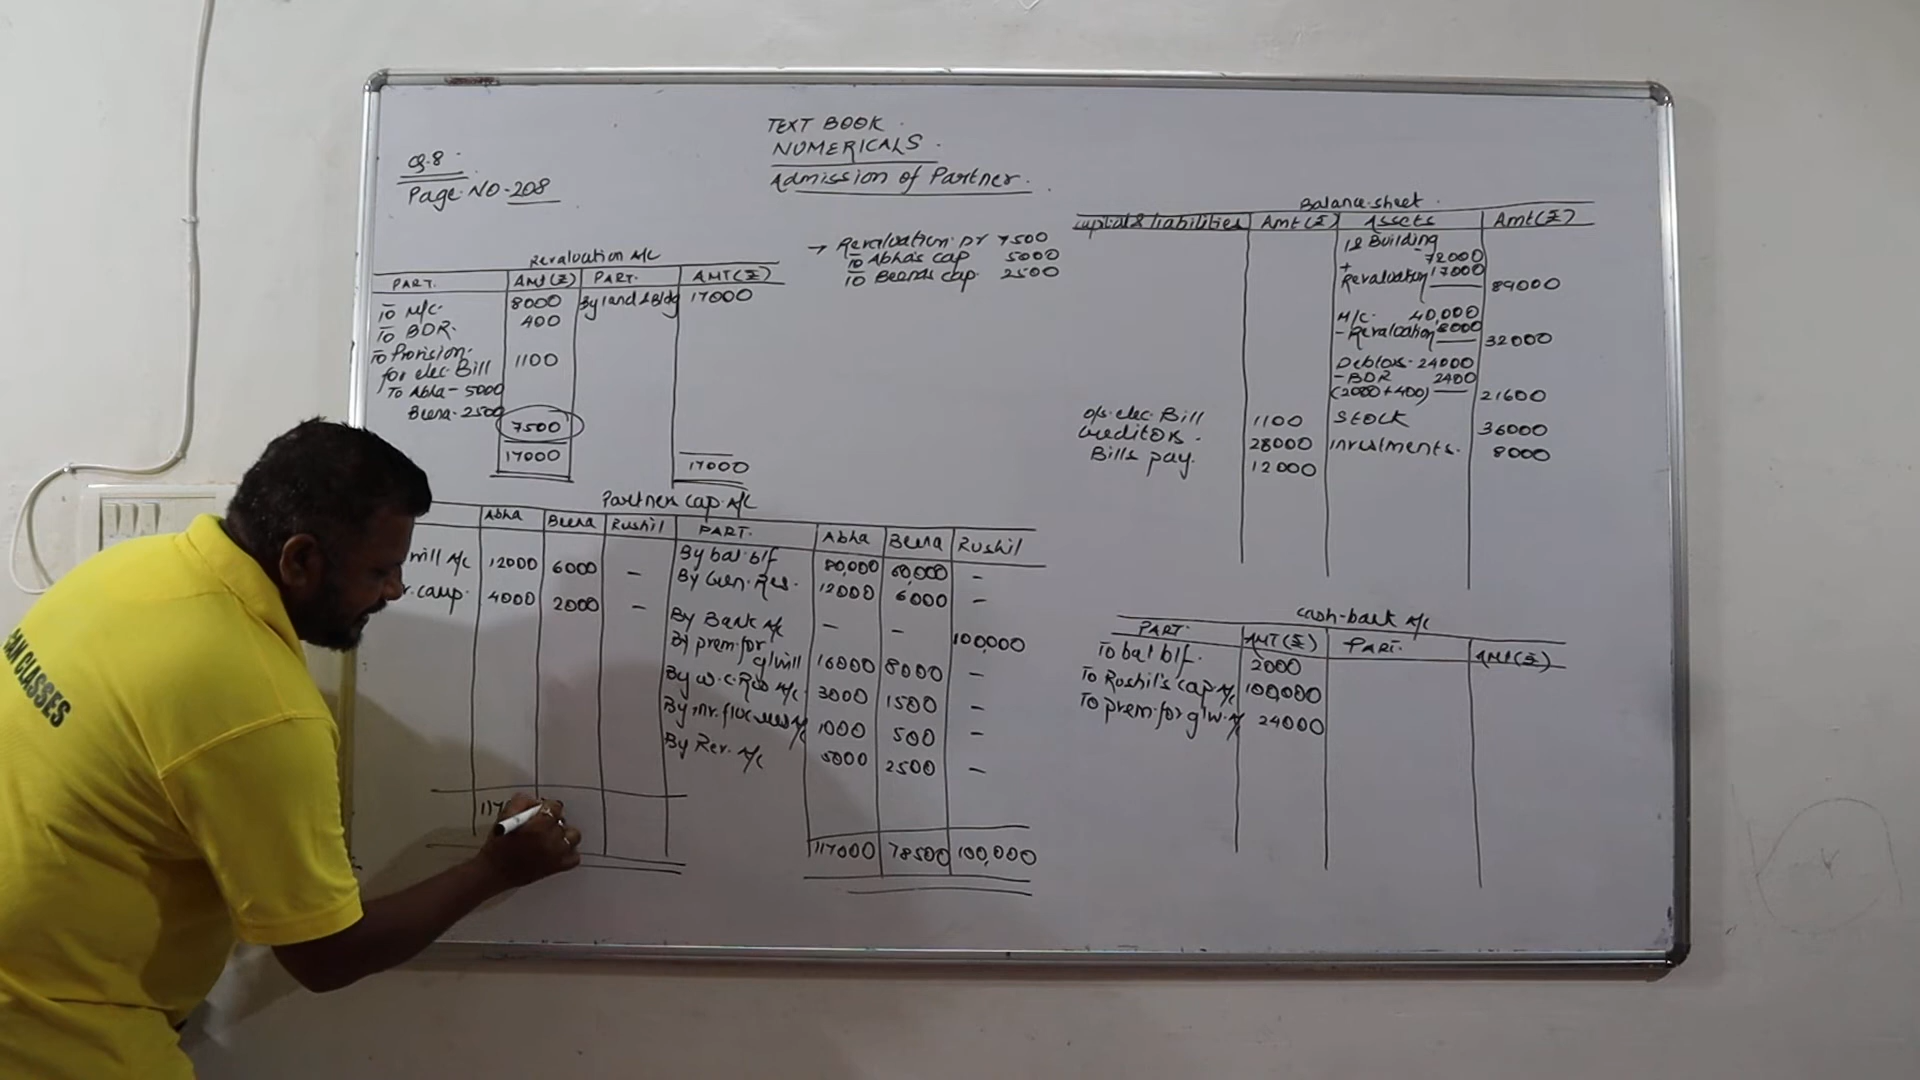 TEXT BOOK.
NUMERICALS.
Admission of Partner.
Q.8.
Page.NO-208
Revaluation A/C
PART. AMT(₹) PART. AMT(₹)
To M/C. 8000 By land & Bldg 17000
To BDR. 400
To Provision.
for elec. Bill 1100
To Abha - 5000
Beena - 2500
7500
17000 17000
→ Revaluation Dr 7500
To Abha's cap 5000
To Beena's cap. 2500
Partner cap. A/C
Abha Beena Rushil PART. Abha Beena Rushil
will A/C 12000 6000 - By bal. b/f 80,000 60,000 -
camp. 4000 2000 - By Gen. Res. 12000 6000 -
By Bank A/C - - 100,000
By prem. for
g/will 16000 8000 -
By W.C. Res A/C. 3000 1500 -
1000 500 -
By Rev. A/C 5000 2500 -
117000 78500 100,000
Balance sheet.
capital & liabilities Amt(₹) Assets Amt(₹)
l & Building
72000
+
Revaluation 17000 89000
M/C. 40,000
- Revaluation 8000 32000
Debtors - 24000
- BDR 2400
(2000 + 400) 21600
o/s. elec. Bill 1100 Stock 36000
Creditors. 28000 investments. 8000
Bills pay. 12000
cash-bank A/C
PART. AMT(₹) PART. AMT(₹)
To bal b/f. 2000
To Rushil's cap A/C 100,000
To prem. for g/w. A/C 24000
AN CLASSES